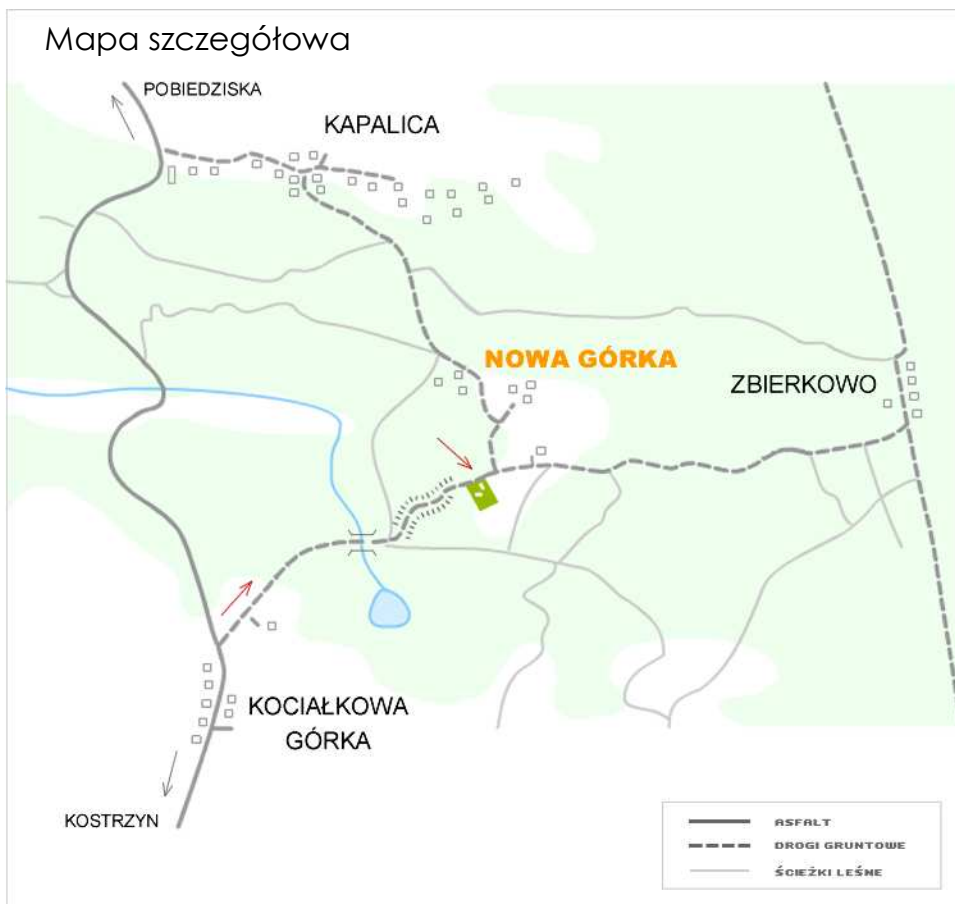 Mapa szczegółowa
POBIEDZISKA
KAPALICA
NOWA GÓRKA
ZBIERKOWO
KOCIAŁKOWA
GÓRKA
KOSTRZYN
ASFALT
DROGI GRUNTOWE
ŚCIEŻKI LEŚNE